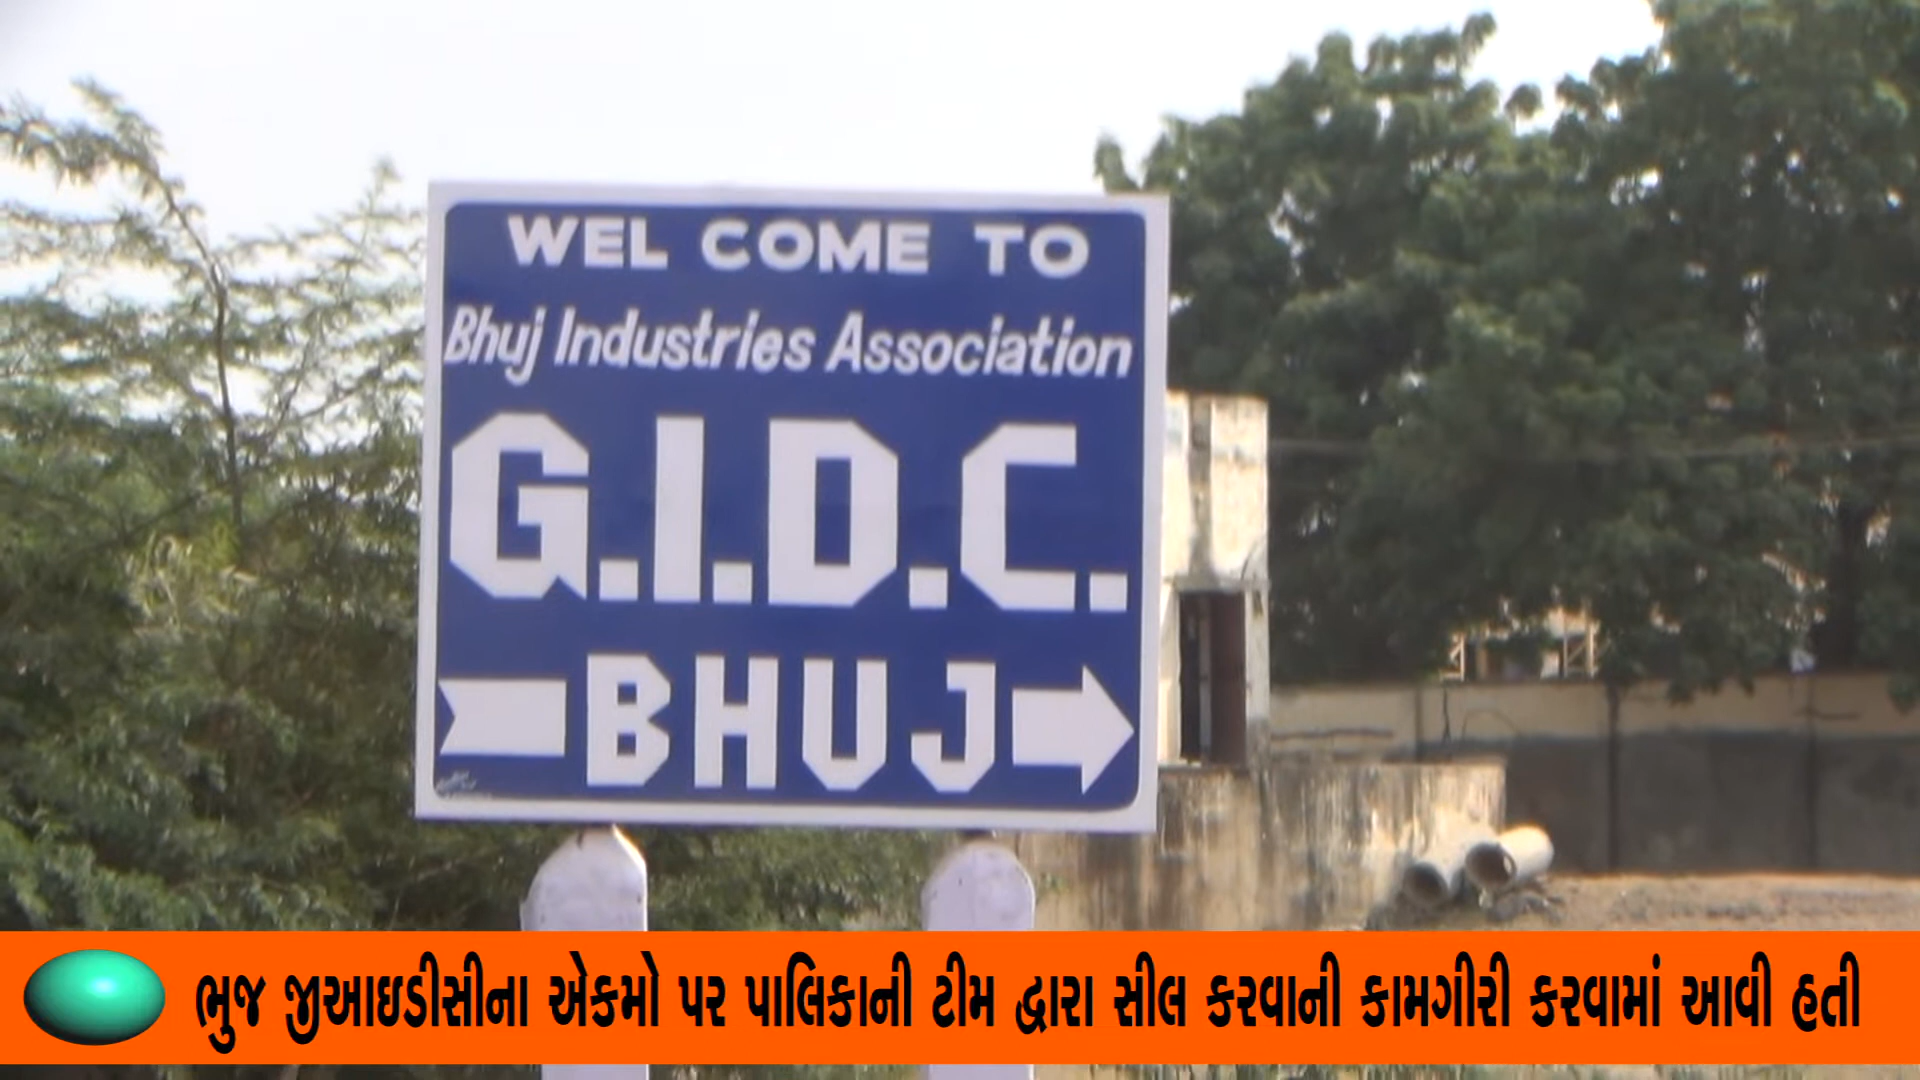 WEL COME TO
Bhuj Industries Association
G.I.D.C.
BHUJ
ભુજ જીઆઇડીસીના એકમો પર પાલિકાની ટીમ દ્વારા સીલ કરવાની કામગીરી કરવામાં આવી હતી